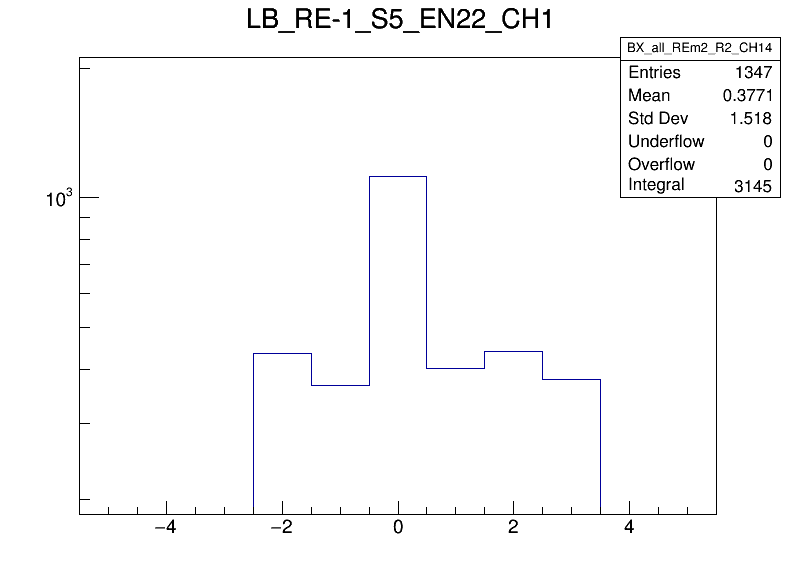 LB_RE-1_S5_EN22_CH1
BX_all_REm2_R2_CH14
Entries 1347
Mean 0.3771
Std Dev 1.518
Underflow 0
Overflow 0
Integral 3145
10³
−4 −2 0 2 4